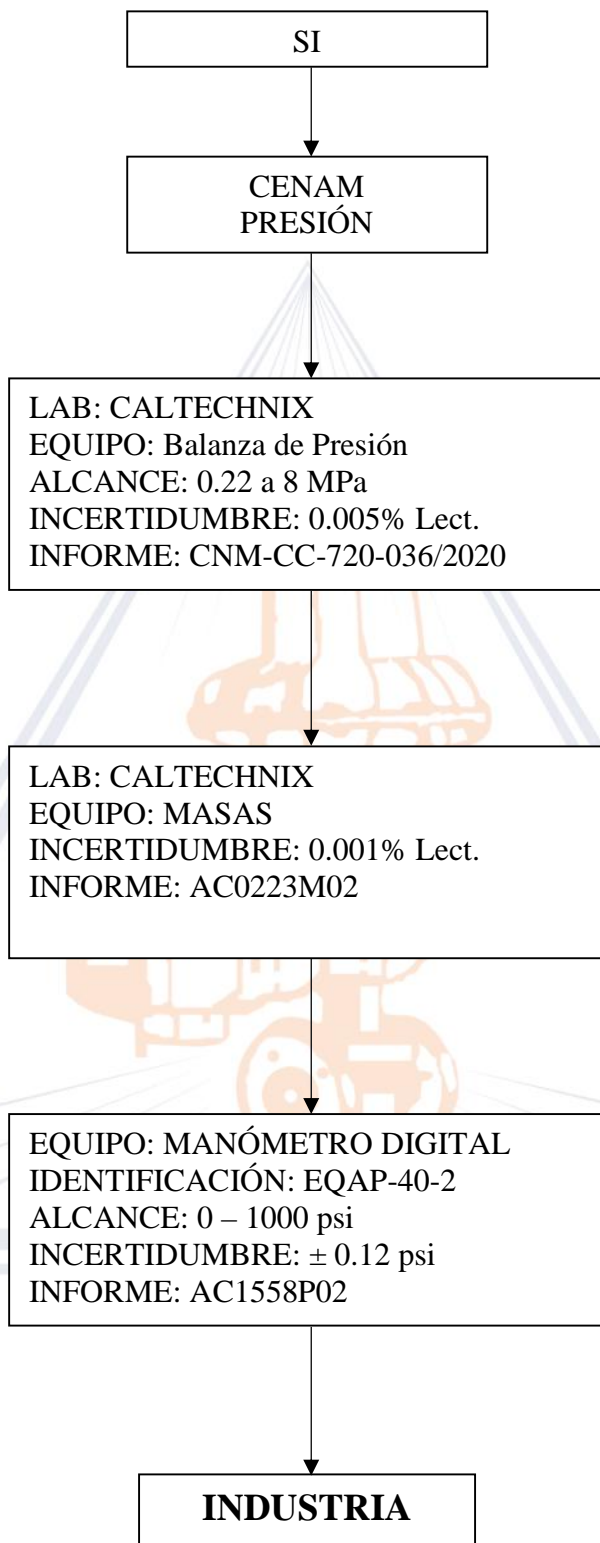 SI
CENAM
PRESIÓN
LAB: CALTECHNIX
EQUIPO: Balanza de Presión
ALCANCE: 0.22 a 8 MPa
INCERTIDUMBRE: 0.005% Lect.
INFORME: CNM-CC-720-036/2020
LAB: CALTECHNIX
EQUIPO: MASAS
INCERTIDUMBRE: 0.001% Lect.
INFORME: AC0223M02
EQUIPO: MANÓMETRO DIGITAL
IDENTIFICACIÓN: EQAP-40-2
ALCANCE: 0 – 1000 psi
INCERTIDUMBRE: ± 0.12 psi
INFORME: AC1558P02
INDUSTRIA